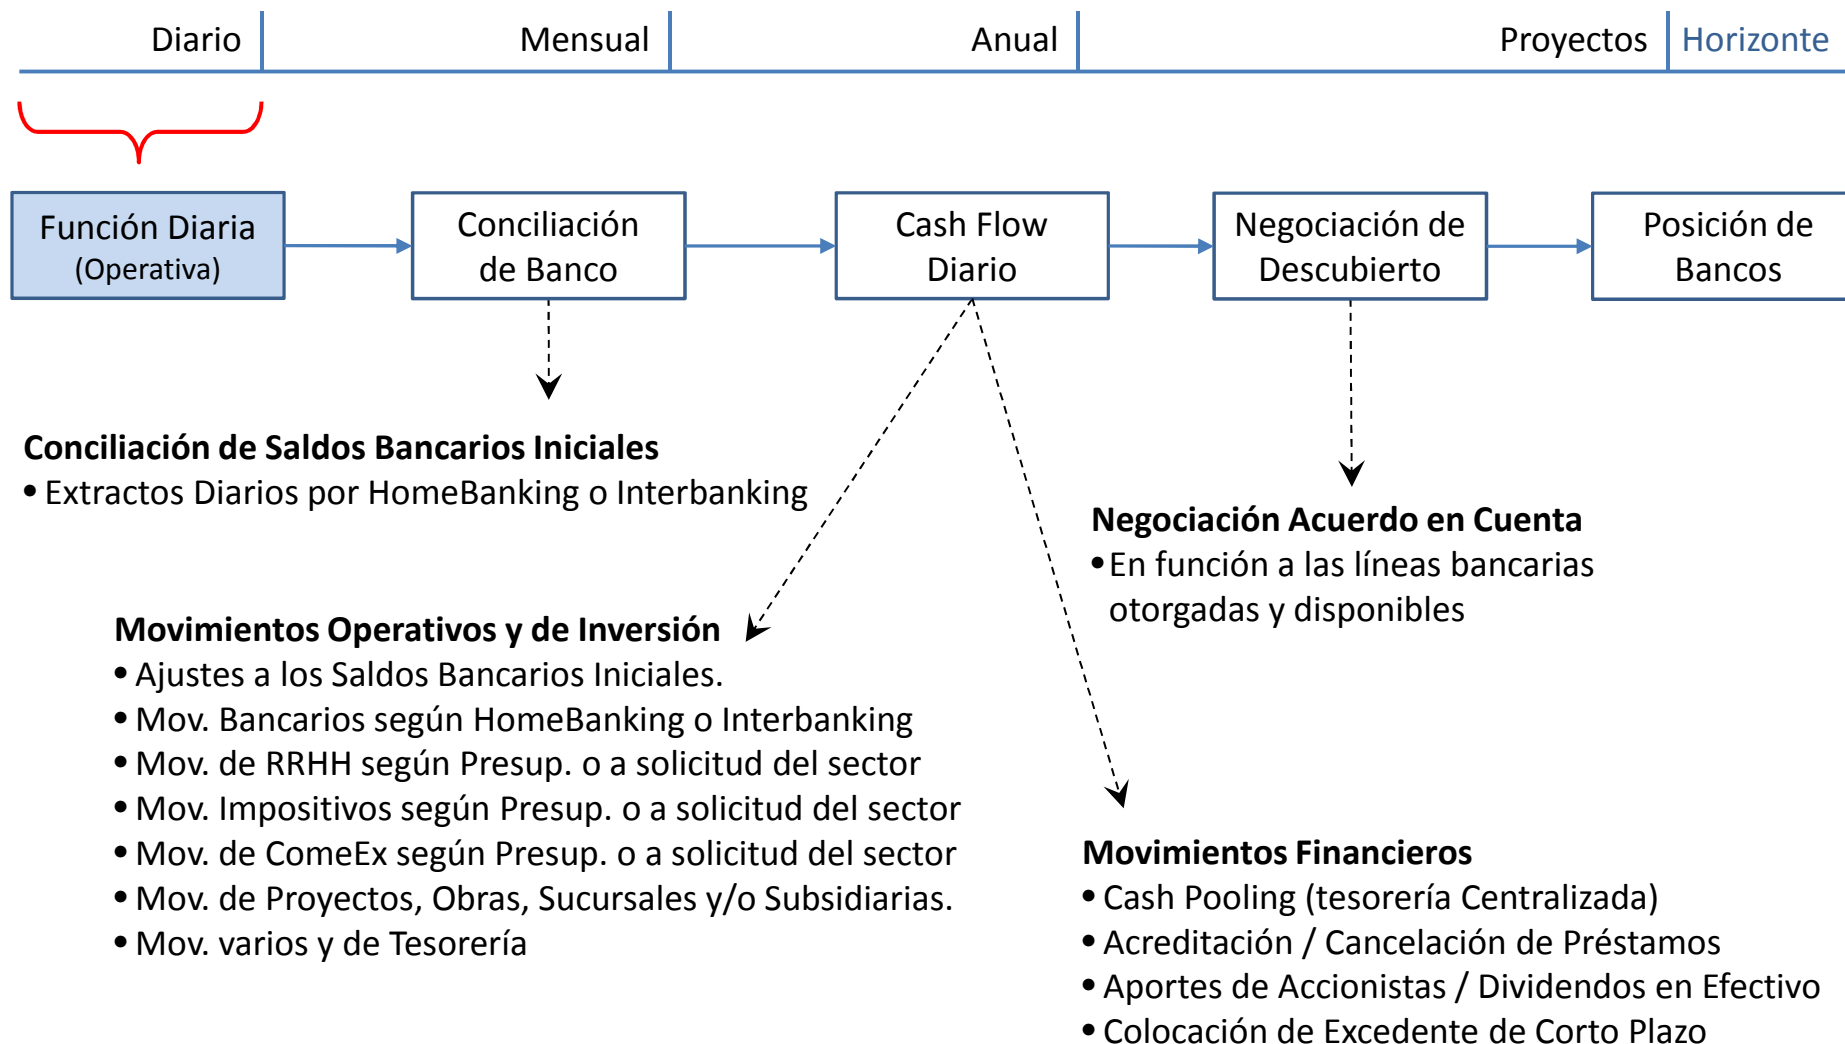 Diario
Mensual
Anual
Proyectos
Horizonte
Función Diaria
(Operativa)
Conciliación
de Banco
Cash Flow
Diario
Negociación de
Descubierto
Posición de
Bancos
Conciliación de Saldos Bancarios Iniciales
• Extractos Diarios por HomeBanking o Interbanking
Negociación Acuerdo en Cuenta
• En función a las líneas bancarias
otorgadas y disponibles
Movimientos Operativos y de Inversión
• Ajustes a los Saldos Bancarios Iniciales.
• Mov. Bancarios según HomeBanking o Interbanking
• Mov. de RRHH según Presup. o a solicitud del sector
• Mov. Impositivos según Presup. o a solicitud del sector
• Mov. de ComeEx según Presup. o a solicitud del sector
• Mov. de Proyectos, Obras, Sucursales y/o Subsidiarias.
• Mov. varios y de Tesorería
Movimientos Financieros
• Cash Pooling (tesorería Centralizada)
• Acreditación / Cancelación de Préstamos
• Aportes de Accionistas / Dividendos en Efectivo
• Colocación de Excedente de Corto Plazo